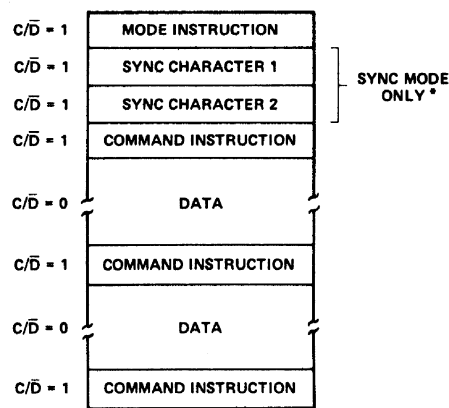 C/D̅ = 1 MODE INSTRUCTION
C/D̅ = 1 SYNC CHARACTER 1
C/D̅ = 1 SYNC CHARACTER 2
SYNC MODE
ONLY *
C/D̅ = 1 COMMAND INSTRUCTION
C/D̅ = 0 DATA
C/D̅ = 1 COMMAND INSTRUCTION
C/D̅ = 0 DATA
C/D̅ = 1 COMMAND INSTRUCTION